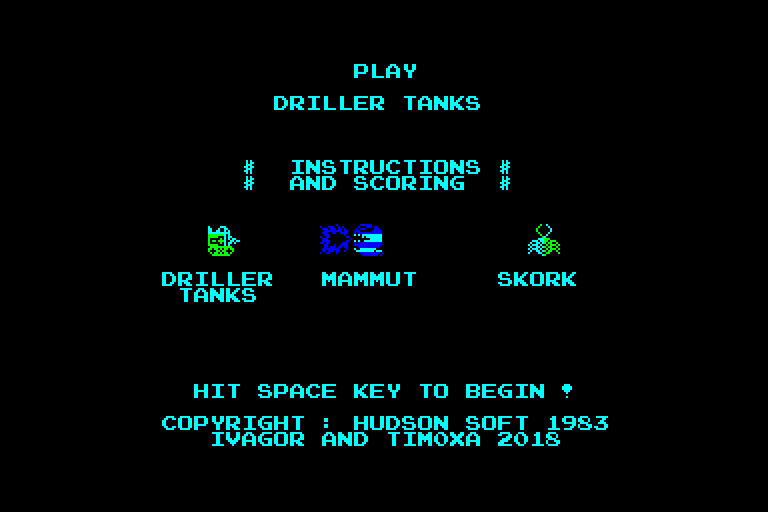 PLAY
DRILLER TANKS
# INSTRUCTIONS #
# AND SCORING #
DRILLER MAMMUT SKORK
TANKS
HIT SPACE KEY TO BEGIN !
COPYRIGHT : HUDSON SOFT 1983
IVAGOR AND TIMOXA 2018